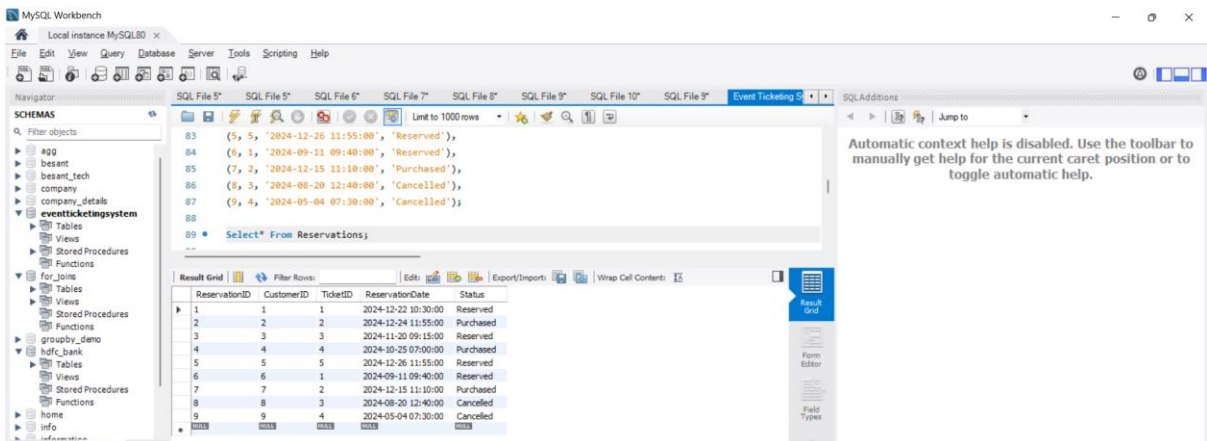 MySQL Workbench
Local instance MySQL80 ×
File Edit View Query Database Server Tools Scripting Help
Navigator
SCHEMAS
Filter objects
agg
besant
besant_tech
company
company_details
eventticketingsystem
Tables
Views
Stored Procedures
Functions
for_joins
Tables
Views
Stored Procedures
Functions
groupby_demo
hdfc_bank
Tables
Views
Stored Procedures
Functions
home
info
information
SQL File 5* SQL File 5* SQL File 6* SQL File 7* SQL File 8* SQL File 9* SQL File 10* SQL File 9* Event Ticketing S
Limit to 1000 rows
83 (5, 5, '2024-12-26 11:55:00', 'Reserved'),
84 (6, 1, '2024-09-11 09:40:00', 'Reserved'),
85 (7, 2, '2024-12-15 11:10:00', 'Purchased'),
86 (8, 3, '2024-08-20 12:40:00', 'Cancelled'),
87 (9, 4, '2024-05-04 07:30:00', 'Cancelled');
88
89 Select* From Reservations;
Result Grid Filter Rows: Edit: Export/Import: Wrap Cell Content:
ReservationID CustomerID TicketID ReservationDate Status
1 1 1 2024-12-22 10:30:00 Reserved
2 2 2 2024-12-24 11:55:00 Purchased
3 3 3 2024-11-20 09:15:00 Reserved
4 4 4 2024-10-25 07:00:00 Purchased
5 5 5 2024-12-26 11:55:00 Reserved
6 6 1 2024-09-11 09:40:00 Reserved
7 7 2 2024-12-15 11:10:00 Purchased
8 8 3 2024-08-20 12:40:00 Cancelled
9 9 4 2024-05-04 07:30:00 Cancelled
NULL NULL NULL NULL NULL
Result
Grid
Form
Editor
Field
Types
SQLAdditions
Jump to
Automatic context help is disabled. Use the toolbar to
manually get help for the current caret position or to
toggle automatic help.